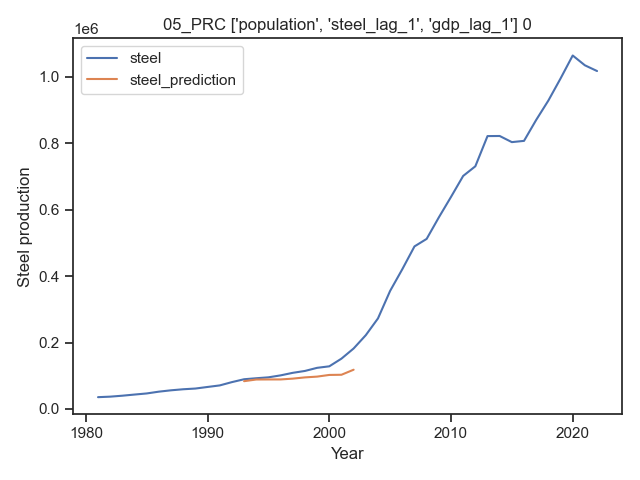 05_PRC ['population', 'steel_lag_1', 'gdp_lag_1'] 0
1e6
steel
steel_prediction
1.0
0.8
0.6
0.4
0.2
0.0
Steel production
1980
1990
2000
2010
2020
Year